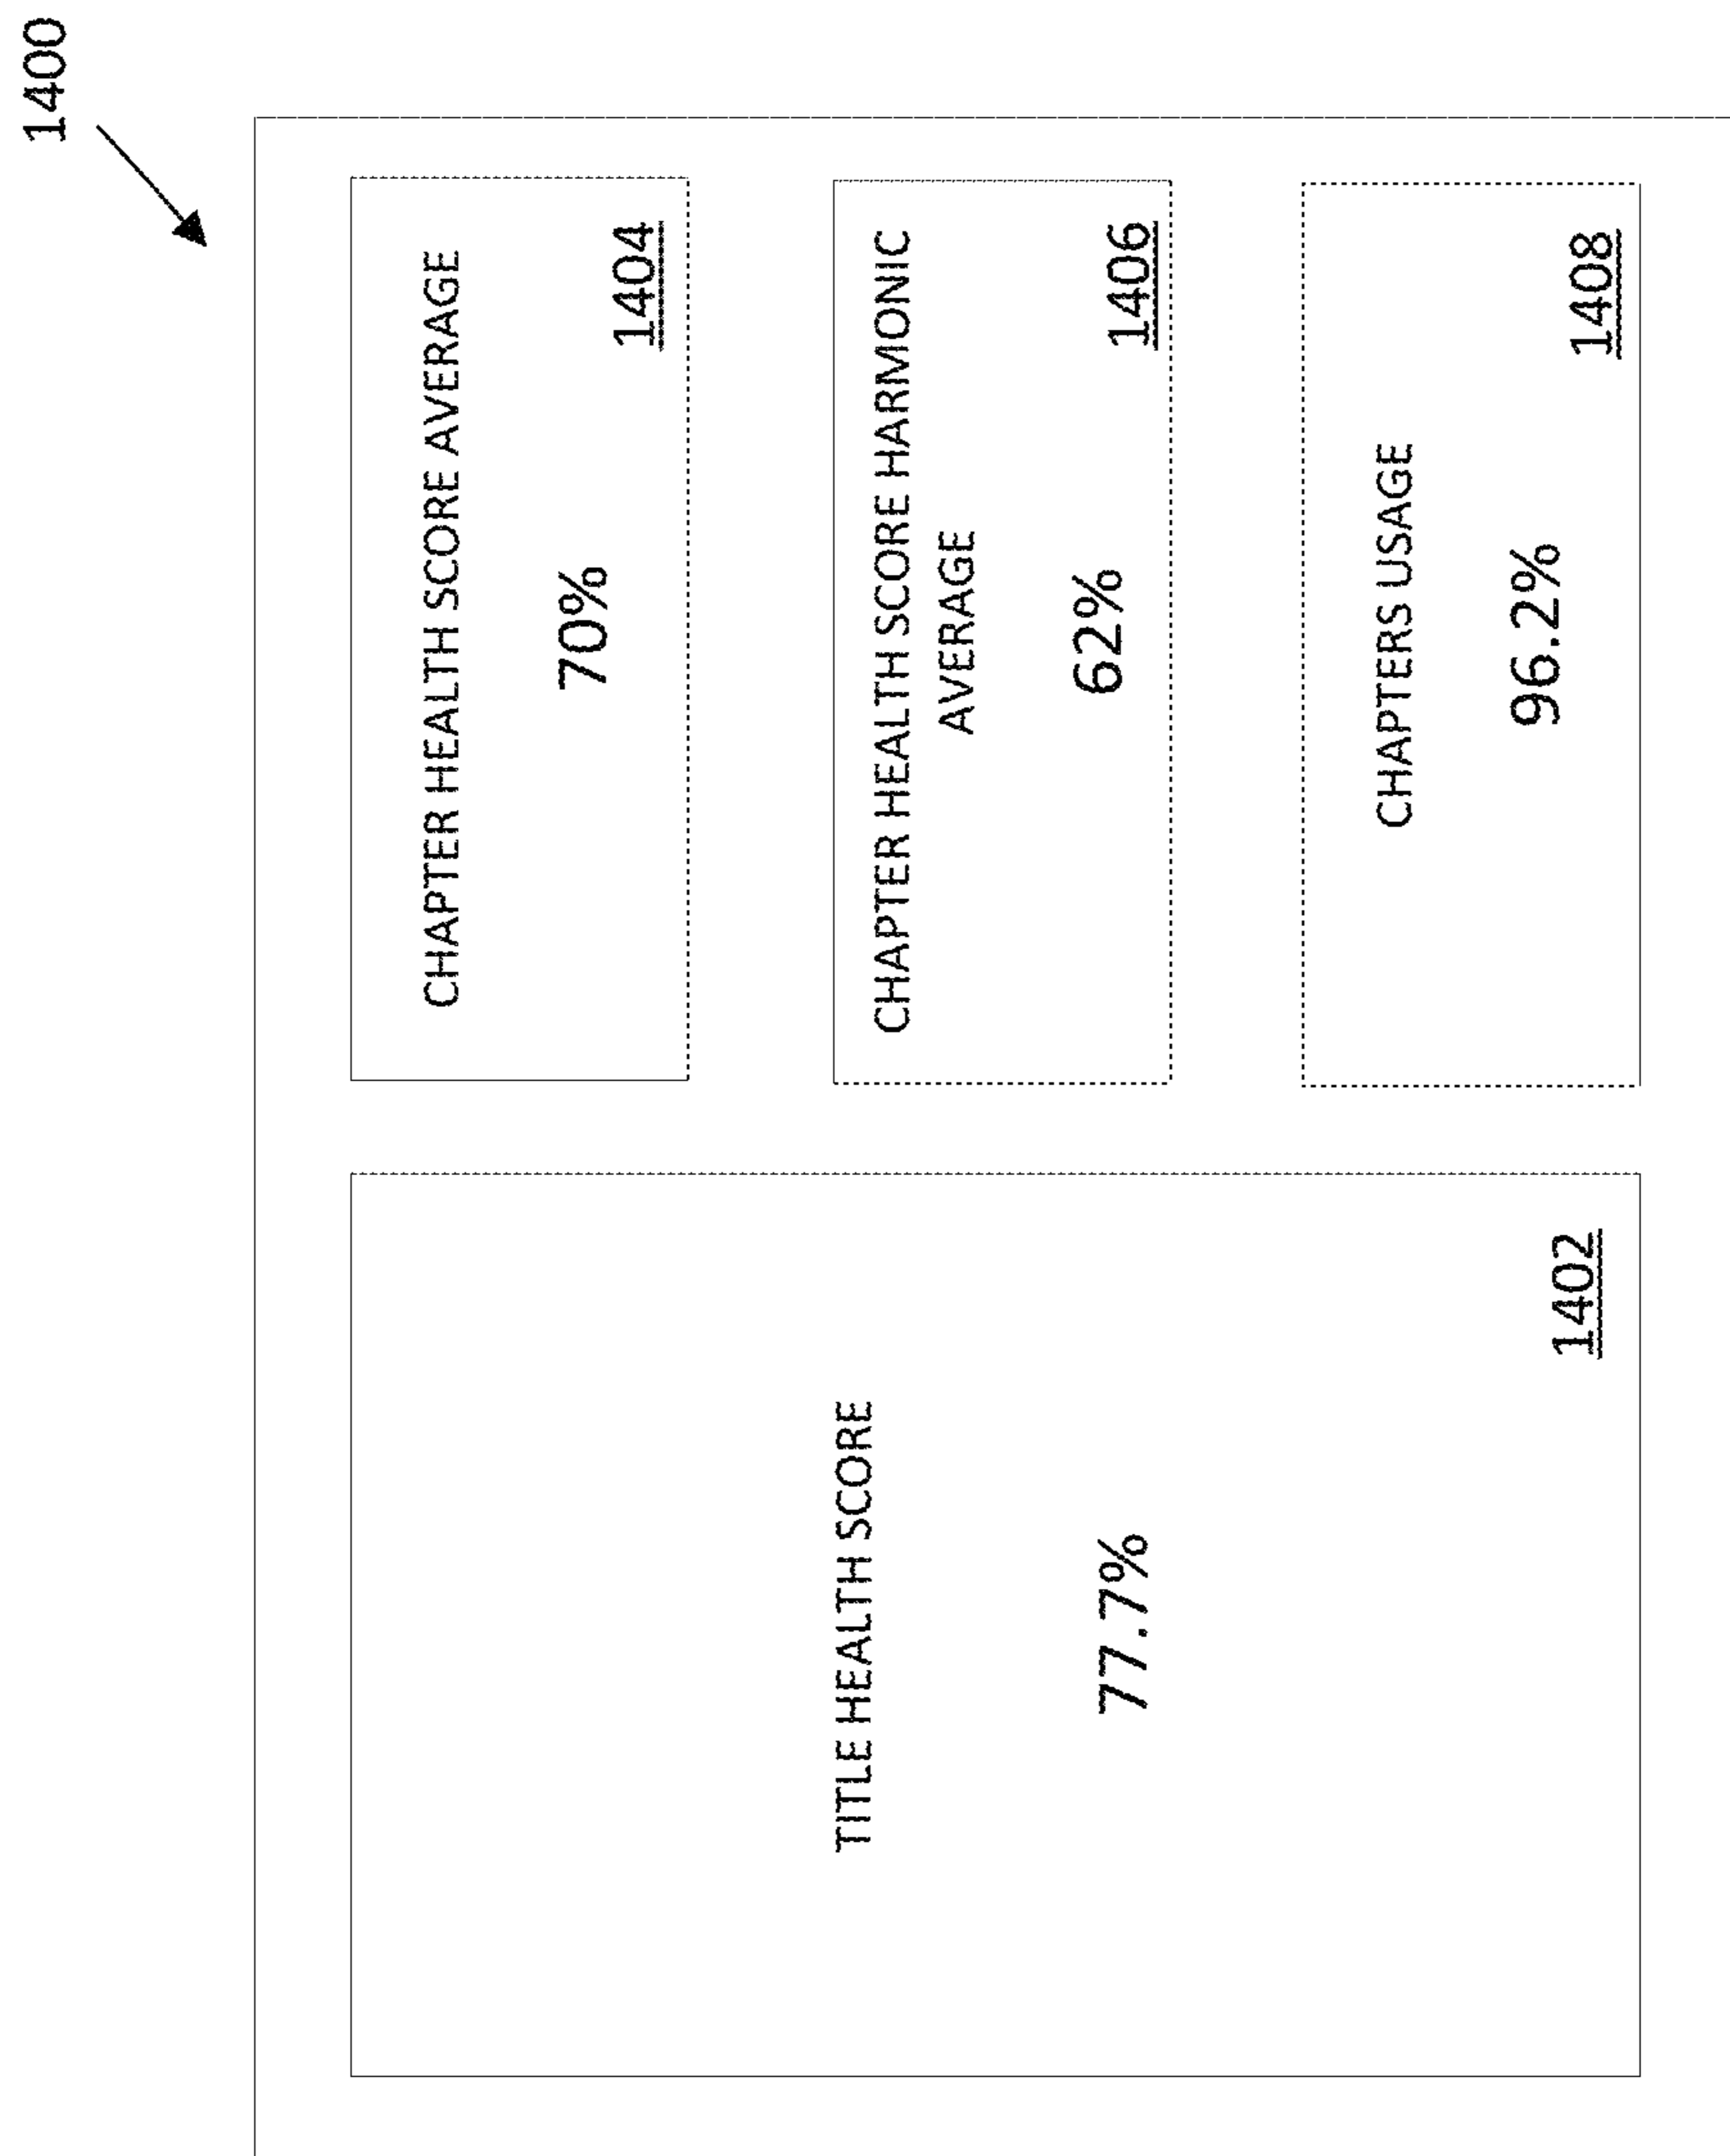 1400
TITLE HEALTH SCORE
77.7%
1402
CHAPTER HEALTH SCORE AVERAGE
70%
1404
CHAPTER HEALTH SCORE HARMONIC
AVERAGE
62%
1406
CHAPTERS USAGE
96.2%
1408